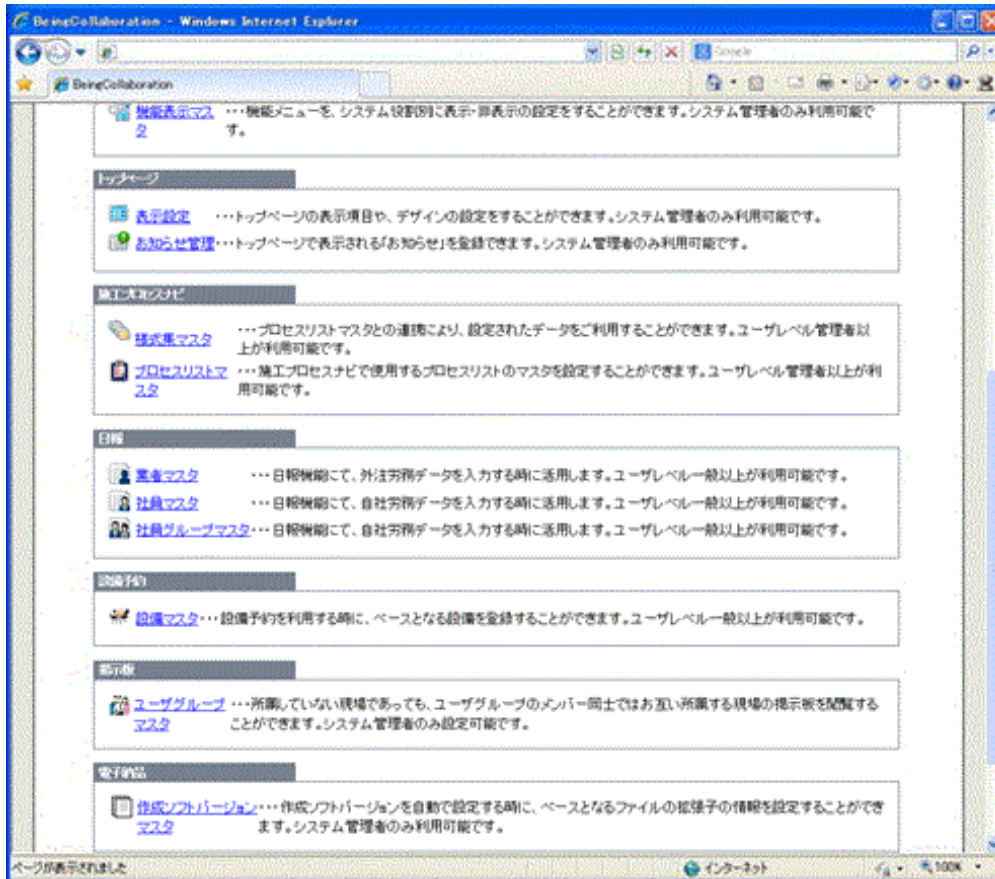 BeingCollaboration - Windows Internet Explorer
Google
BeingCollaboration
機能表示マスタ ・・・機能メニューを、システム役割別に表示・非表示の設定をすることができます。システム管理者のみ利用可能です。
トップページ
表示設定 ・・・トップページの表示項目や、デザインの設定をすることができます。システム管理者のみ利用可能です。
お知らせ管理・・・トップページで表示される「お知らせ」を登録できます。システム管理者のみ利用可能です。
施工プロセスナビ
様式集マスタ ・・・プロセスリストマスタとの連携により、設定されたデータをご利用することができます。ユーザレベル管理者以上が利用可能です。
プロセスリストマスタ ・・・施工プロセスナビで使用するプロセスリストのマスタを設定することができます。ユーザレベル管理者以上が利用可能です。
日報
業者マスタ ・・・日報機能にて、外注労務データを入力する時に活用します。ユーザレベル一般以上が利用可能です。
社員マスタ ・・・日報機能にて、自社労務データを入力する時に活用します。ユーザレベル一般以上が利用可能です。
社員グループマスタ・・・日報機能にて、自社労務データを入力する時に活用します。ユーザレベル一般以上が利用可能です。
設備予約
設備マスタ・・・設備予約を利用する時に、ベースとなる設備を登録することができます。ユーザレベル一般以上が利用可能です。
掲示板
ユーザグループマスタ ・・・所属していない現場であっても、ユーザグループのメンバー同士ではお互い所属する現場の掲示板を閲覧することができます。システム管理者のみ設定可能です。
電子納品
作成ソフトバージョンマスタ・・・作成ソフトバージョンを自動で設定する時に、ベースとなるファイルの拡張子の情報を設定することができます。システム管理者のみ利用可能です。
ページが表示されました
インターネット
100%